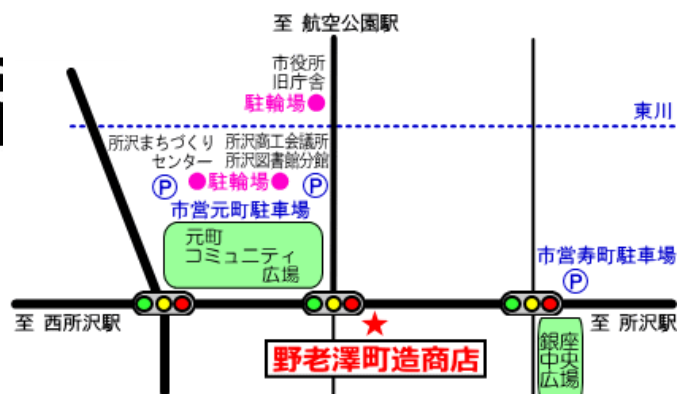 至 航空公園駅
市役所
旧庁舎
駐輪場
東川
所沢まちづくり
センター
所沢商工会議所
所沢図書館分館
P
駐輪場
P
市営元町駐車場
元町
コミュニティ
広場
市営寿町駐車場
P
至 西所沢駅
至 所沢駅
野老澤町造商店
銀座
中央
広場